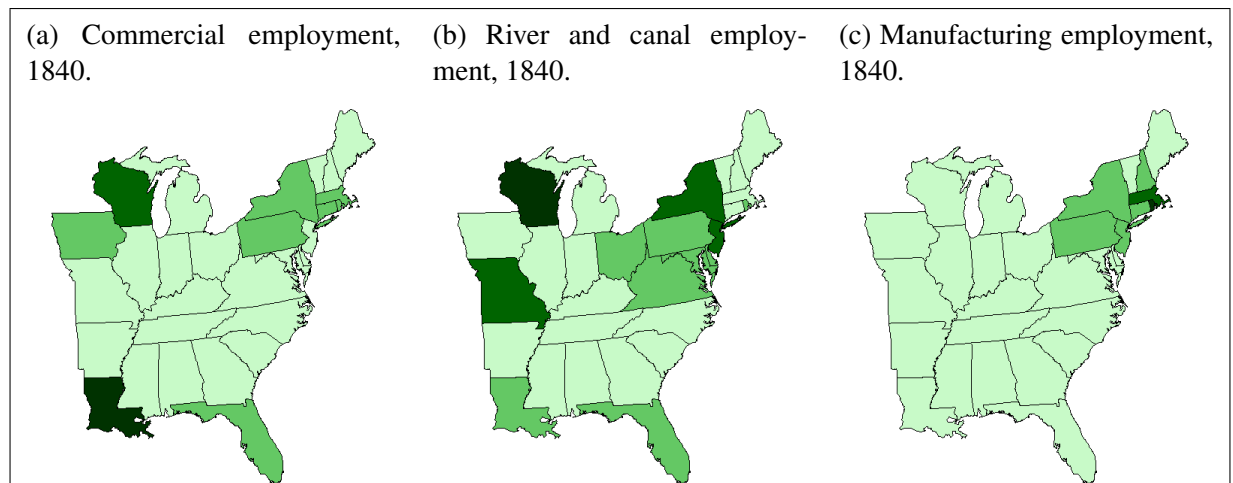 (a) Commercial employment,
1840.
(b) River and canal employ-
ment, 1840.
(c) Manufacturing employment,
1840.